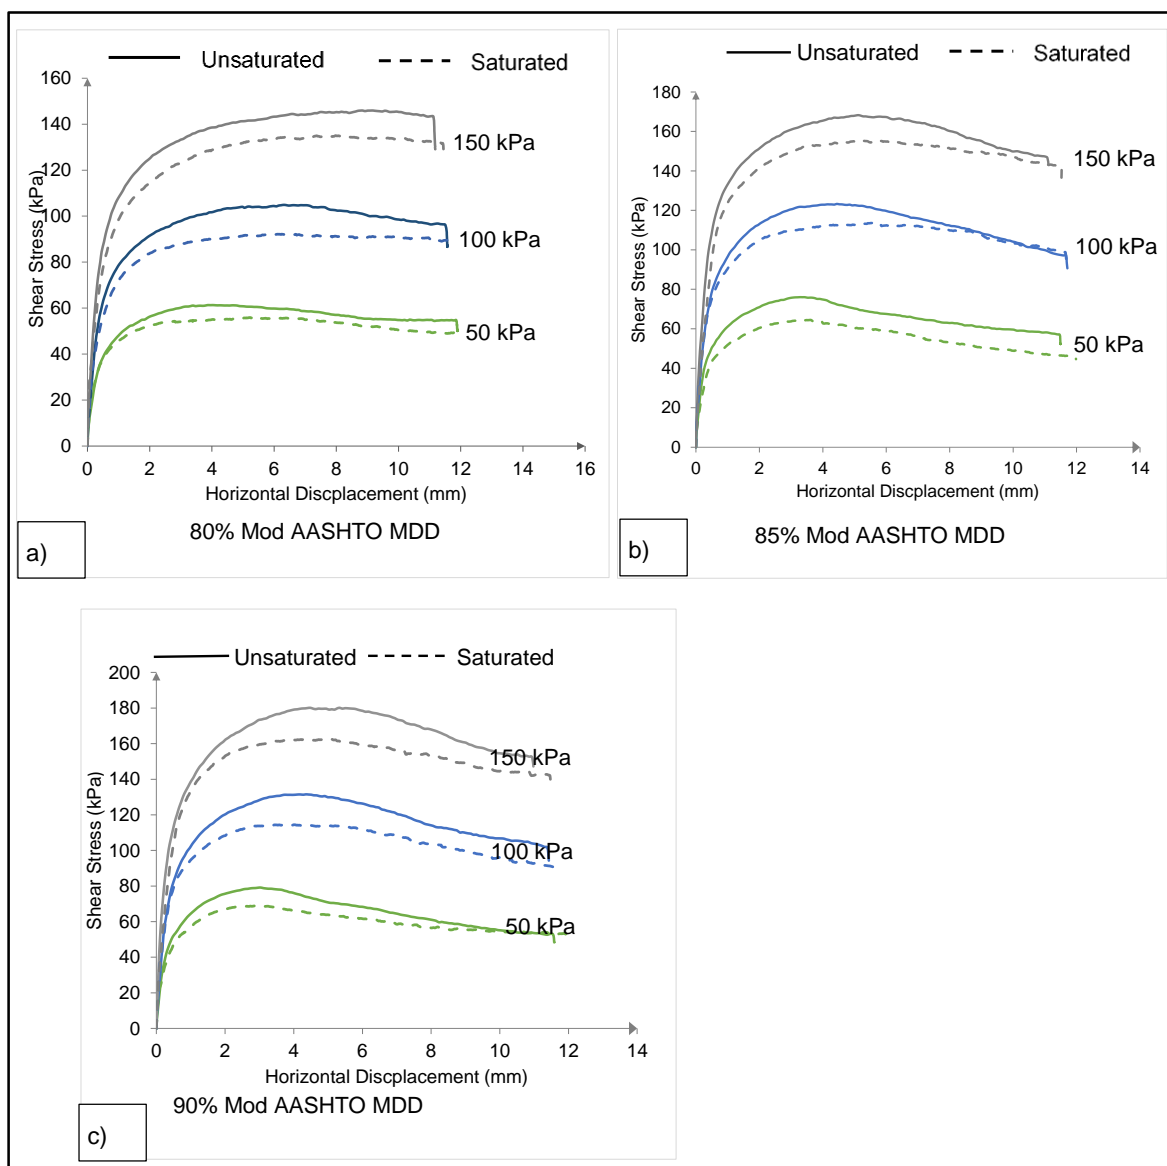 Unsaturated Saturated
160
140
120
100
80
60
40
20
0
Shear Stress (kPa)
150 kPa
100 kPa
50 kPa
0 2 4 6 8 10 12 14 16
Horizontal Discplacement (mm)
80% Mod AASHTO MDD
a)
Unsaturated Saturated
180
160
140
120
100
80
60
40
20
0
Shear Stress (kPa)
150 kPa
100 kPa
50 kPa
0 2 4 6 8 10 12 14
Horizontal Discplacement (mm)
85% Mod AASHTO MDD
b)
Unsaturated Saturated
200
180
160
140
120
100
80
60
40
20
0
Shear Stress (kPa)
150 kPa
100 kPa
50 kPa
0 2 4 6 8 10 12 14
Horizontal Discplacement (mm)
90% Mod AASHTO MDD
c)